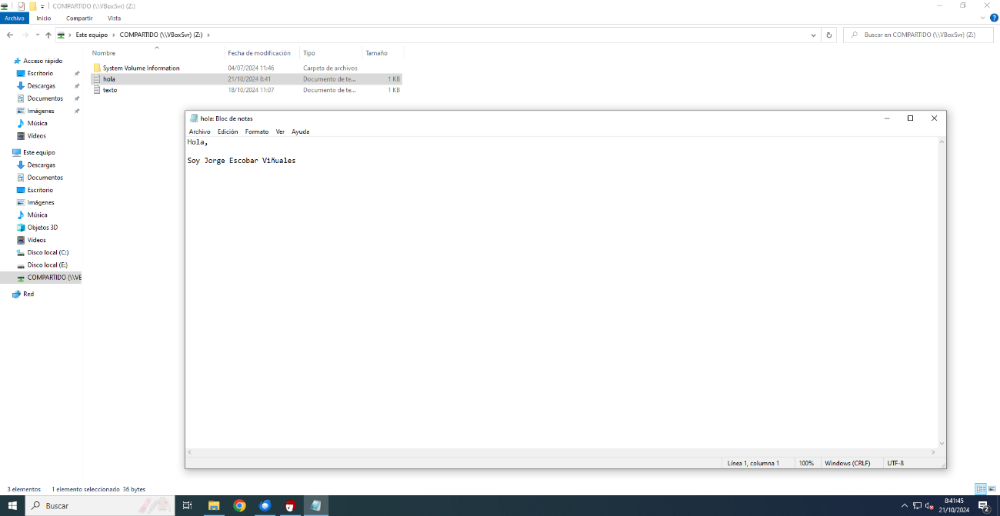 COMPARTIDO (\\VBoxSvr) (Z:)
Archivo Inicio Compartir Vista
Este equipo COMPARTIDO (\\VBoxSvr) (Z:)
Buscar en COMPARTIDO (\\VBoxSvr) (Z:)
Nombre Fecha de modificación Tipo Tamaño
System Volume Information 04/07/2024 11:46 Carpeta de archivos
hola 21/10/2024 8:41 Documento de te... 1 KB
texto 18/10/2024 11:07 Documento de te... 1 KB
Acceso rápido
Escritorio
Descargas
Documentos
Imágenes
Música
Vídeos
Este equipo
Descargas
Documentos
Escritorio
Imágenes
Música
Objetos 3D
Vídeos
Disco local (C:)
Disco local (E:)
COMPARTIDO (\\VB
Red
hola: Bloc de notas
Archivo Edición Formato Ver Ayuda
Hola,
Soy Jorge Escobar Viñuales
Línea 1, columna 1 100% Windows (CRLF) UTF-8
3 elementos 1 elemento seleccionado 36 bytes
Buscar
8:41:45
21/10/2024
2